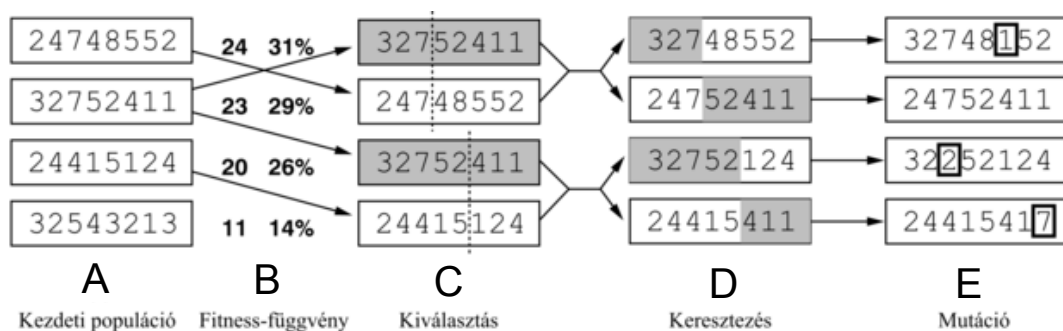 24748552 24 31% 32752411 32748552 32748152
32752411 23 29% 24748552 24752411 24752411
24415124 20 26% 32752411 32752124 32252124
32543213 11 14% 24415124 24415411 24415417
A B C D E
Kezdeti populáció Fitness-függvény Kiválasztás Keresztezés Mutáció